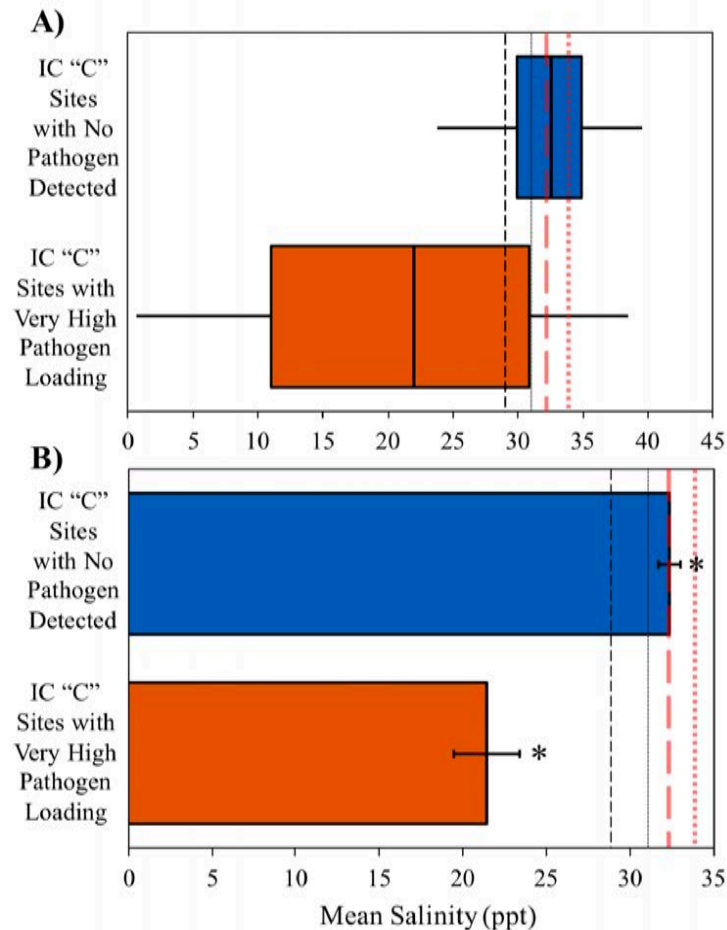 A)
IC “C”
Sites
with No
Pathogen
Detected
IC “C”
Sites with
Very High
Pathogen
Loading
0 5 10 15 20 25 30 35 40 45
B)
IC “C”
Sites
with No
Pathogen
Detected
*
IC “C”
Sites with
Very High
Pathogen
Loading
*
0 5 10 15 20 25 30 35
Mean Salinity (ppt)